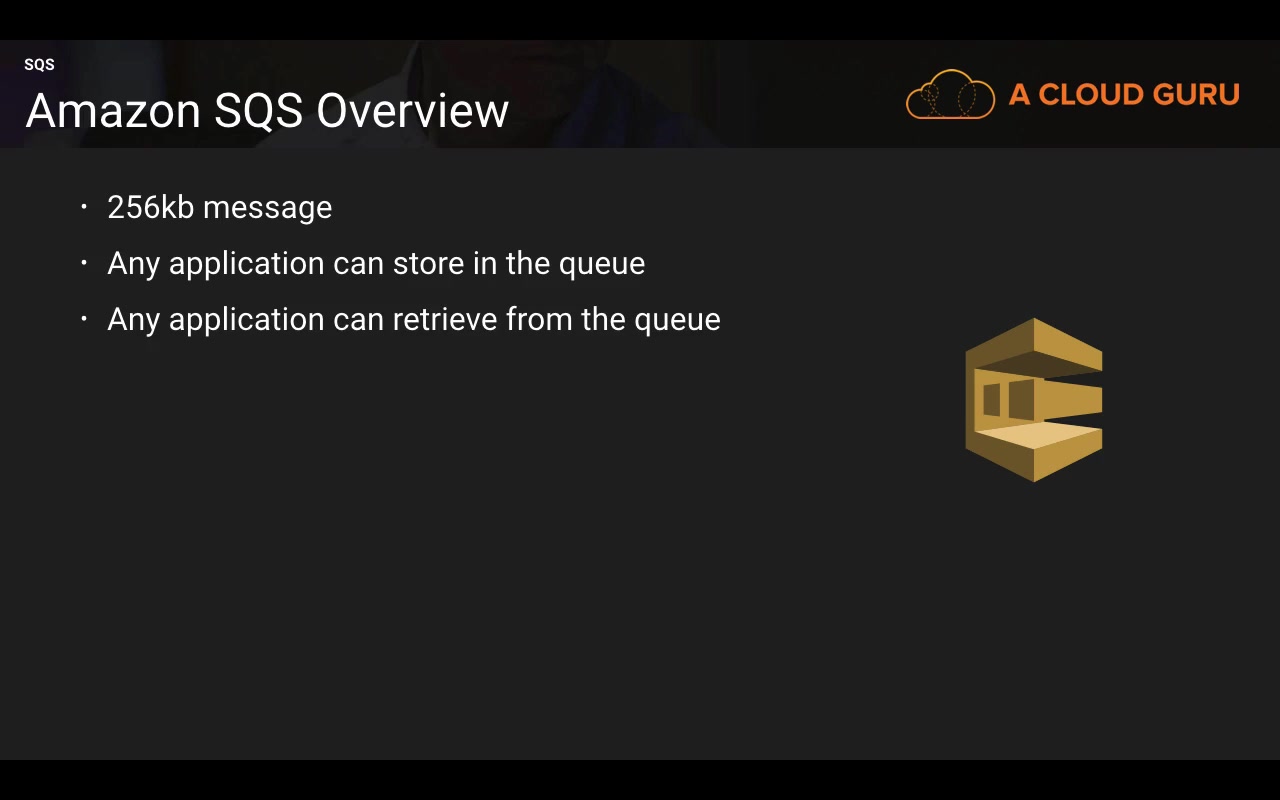 SQS
Amazon SQS Overview
A CLOUD GURU
• 256kb message
• Any application can store in the queue
• Any application can retrieve from the queue